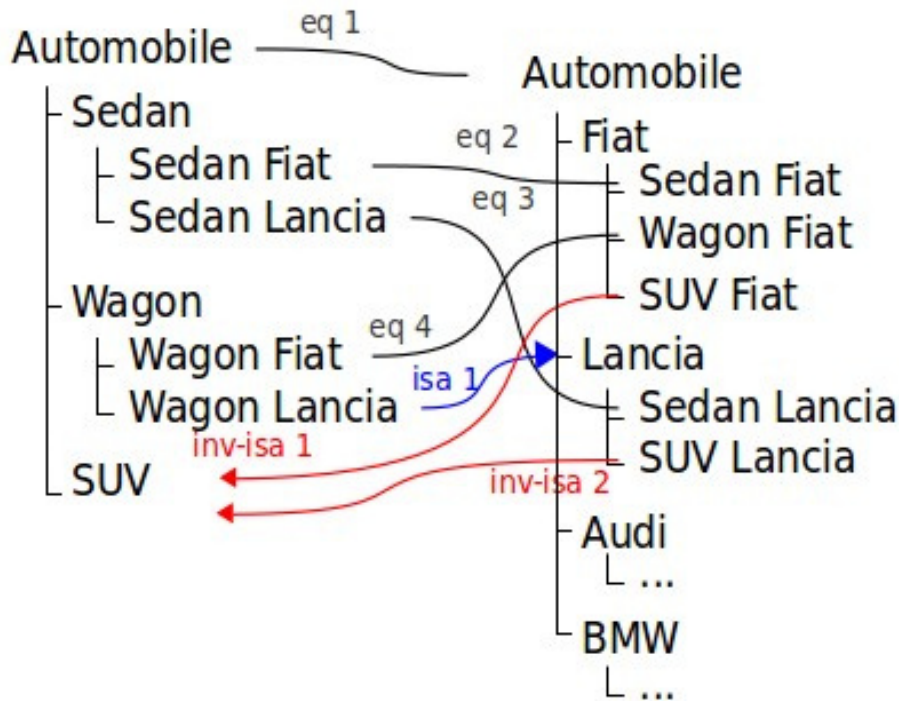 eq 1
Automobile
Sedan
Sedan Fiat
Sedan Lancia
Wagon
Wagon Fiat
Wagon Lancia
SUV
eq 2
eq 3
eq 4
isa 1
inv-isa 1
inv-isa 2
Automobile
Fiat
Sedan Fiat
Wagon Fiat
SUV Fiat
Lancia
Sedan Lancia
SUV Lancia
Audi
...
BMW
...